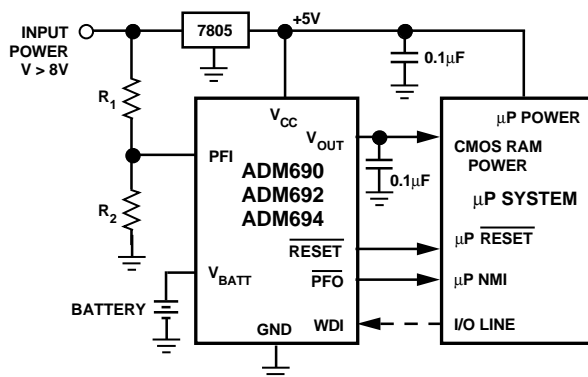 INPUT
POWER
V > 8V
7805
+5V
0.1µF
R1
R2
VCC
VOUT
PFI
ADM690
ADM692
ADM694
0.1µF
RESET
PFO
VBATT
BATTERY
GND
WDI
µP POWER
CMOS RAM
POWER
µP SYSTEM
µP RESET
µP NMI
I/O LINE